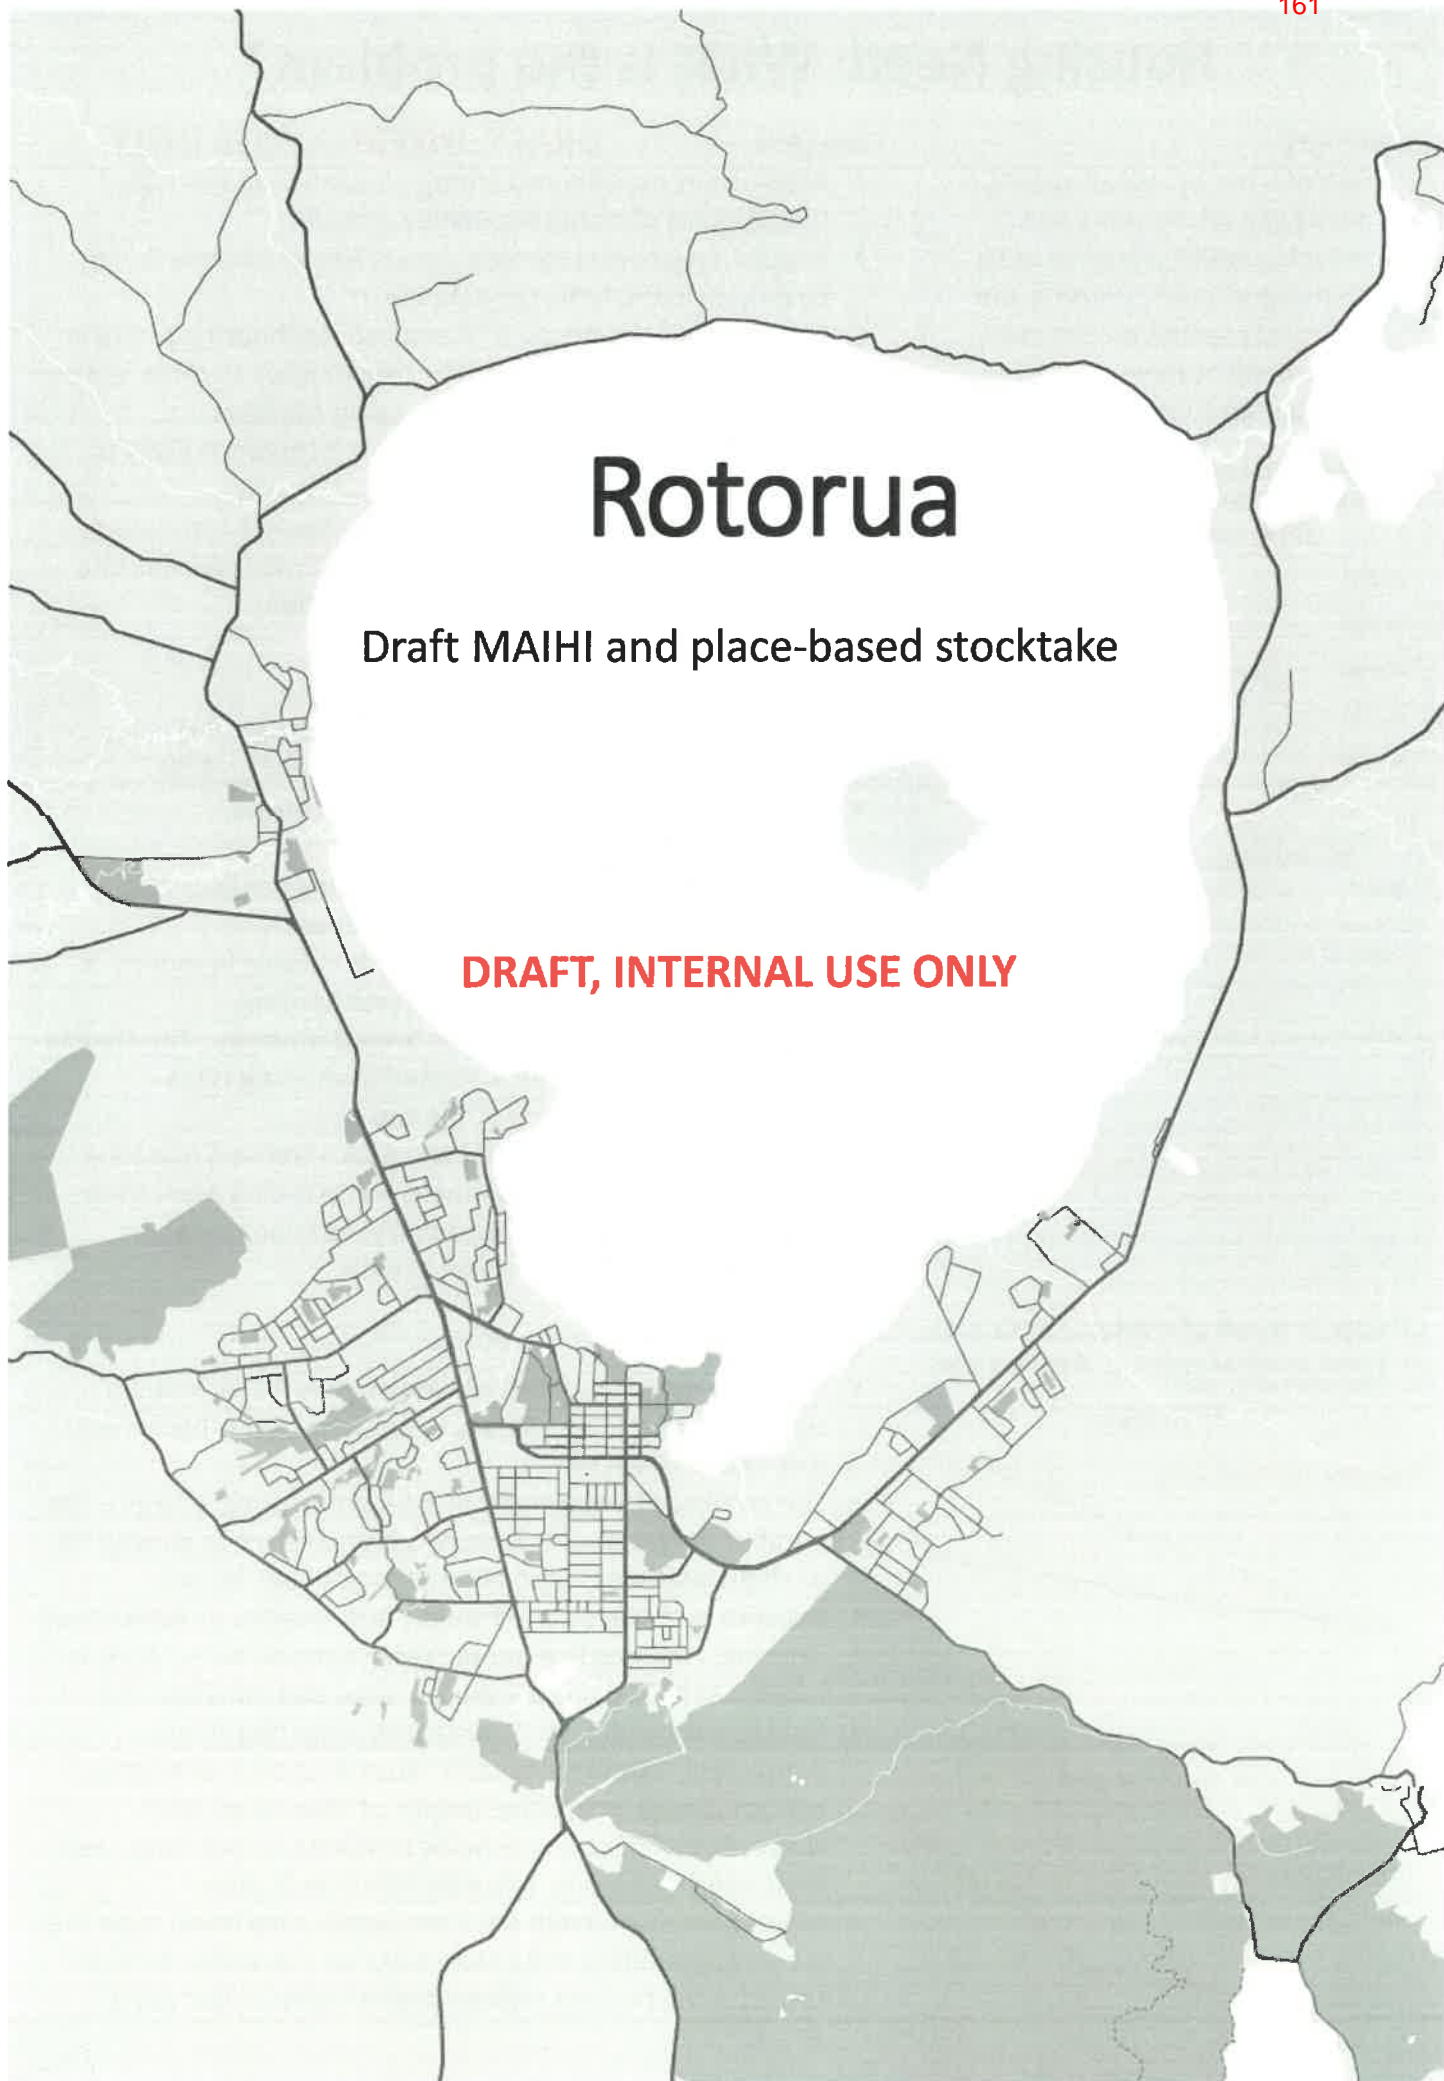 161
Rotorua
Draft MAIHI and place-based stocktake
DRAFT, INTERNAL USE ONLY